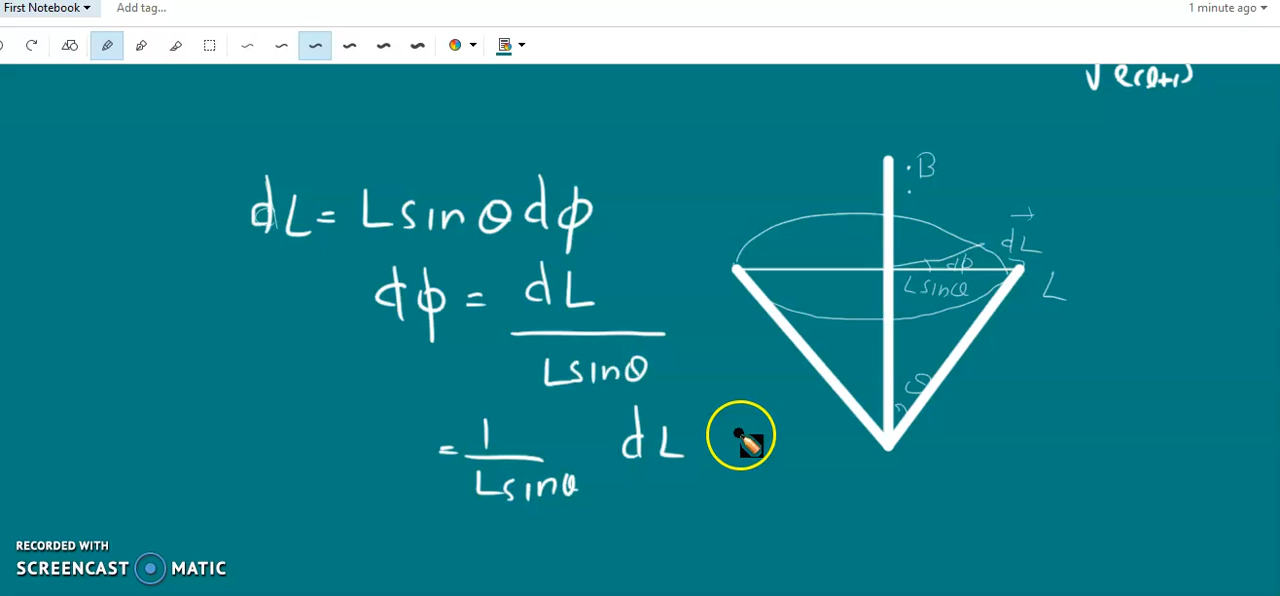 First Notebook
Add tag...
1 minute ago
√ l(l+1)
dL = L sin θ dϕ
dϕ = dL
L sin θ
= 1
L sin θ
dL
B
dL
dϕ
L sin θ
L
θ
RECORDED WITH
SCREENCAST MATIC